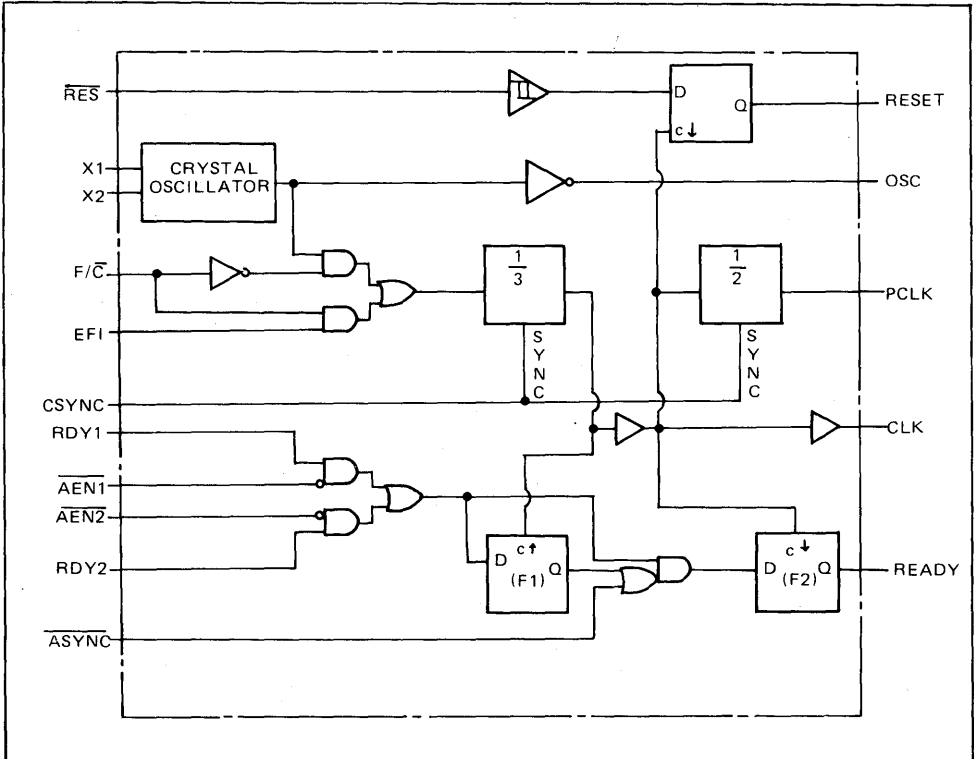 RES
D
Q
c ↓
RESET
X1
X2
CRYSTAL
OSCILLATOR
OSC
F/C
EFI
1/3
SYNC
1/2
SYNC
PCLK
CSYNC
RDY1
AEN1
AEN2
RDY2
CLK
c ↑
D
Q
(F1)
c ↓
D
Q
(F2)
READY
ASYNC